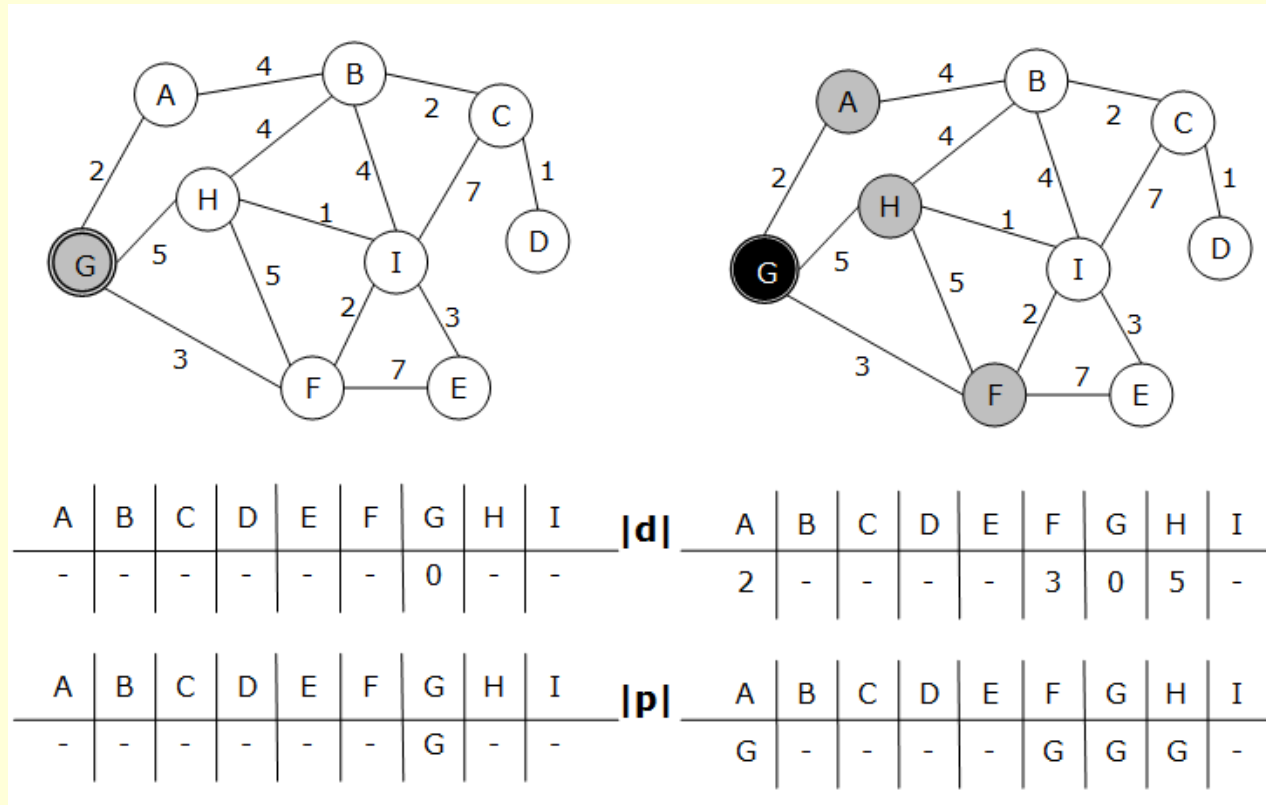 4 B 4 B
A 2 C A 2 C
4 4
2 4 1 2 4 1
H 7 H 7
1 D 1 D
G 5 I G 5 I
5 5
2 3 2 3
3 7 3 7
F E F E
A B C D E F G H I |d| A B C D E F G H I
- - - - - - 0 - - 2 - - - - 3 0 5 -
A B C D E F G H I |p| A B C D E F G H I
- - - - - - G - - G - - - - G G G -